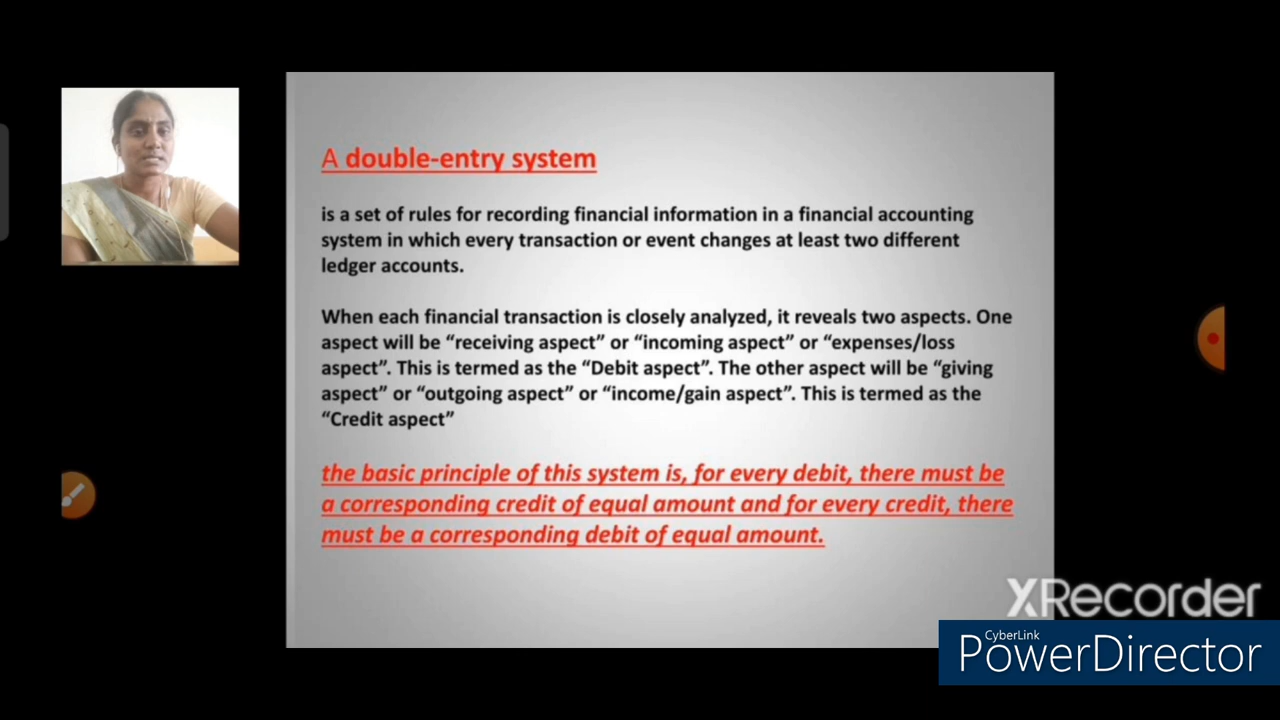 A double-entry system
is a set of rules for recording financial information in a financial accounting
system in which every transaction or event changes at least two different
ledger accounts.
When each financial transaction is closely analyzed, it reveals two aspects. One
aspect will be “receiving aspect” or “incoming aspect” or “expenses/loss
aspect”. This is termed as the “Debit aspect”. The other aspect will be “giving
aspect” or “outgoing aspect” or “income/gain aspect”. This is termed as the
“Credit aspect”
the basic principle of this system is, for every debit, there must be
a corresponding credit of equal amount and for every credit, there
must be a corresponding debit of equal amount.
XRecorder
CyberLink
PowerDirector